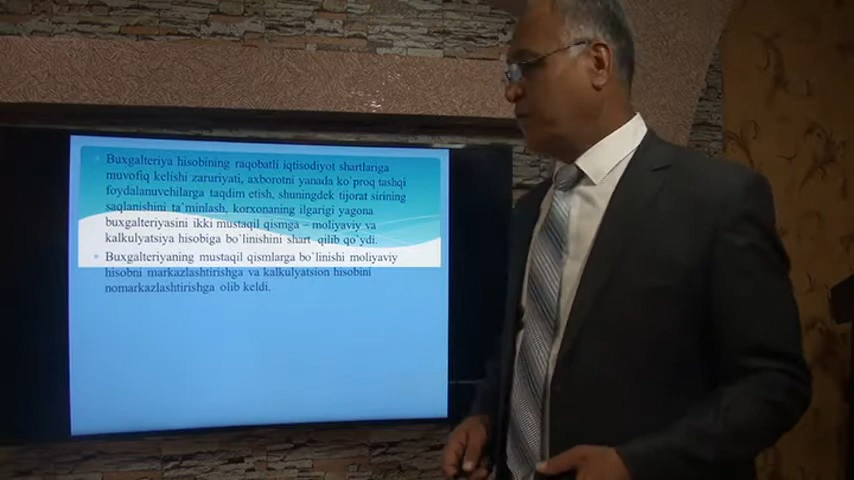 Buxgalteriya hisobining raqobatli iqtisodiyot shartlariga
muvofiq kelishi zaruriyati, axborotni yanada ko`proq tashqi
foydalanuvchilarga taqdim etish, shuningdek tijorat sirining
saqlanishini ta`minlash, korxonaning ilgarigi yagona
buxgalteriyasini ikki mustaqil qismga – moliyaviy va
kalkulyatsiya hisobiga bo`linishini shart qilib qo`ydi.
Buxgalteriyaning mustaqil qismlarga bo`linishi moliyaviy
hisobni markazlashtirishga va kalkulyatsion hisobini
nomarkazlashtirishga olib keldi.